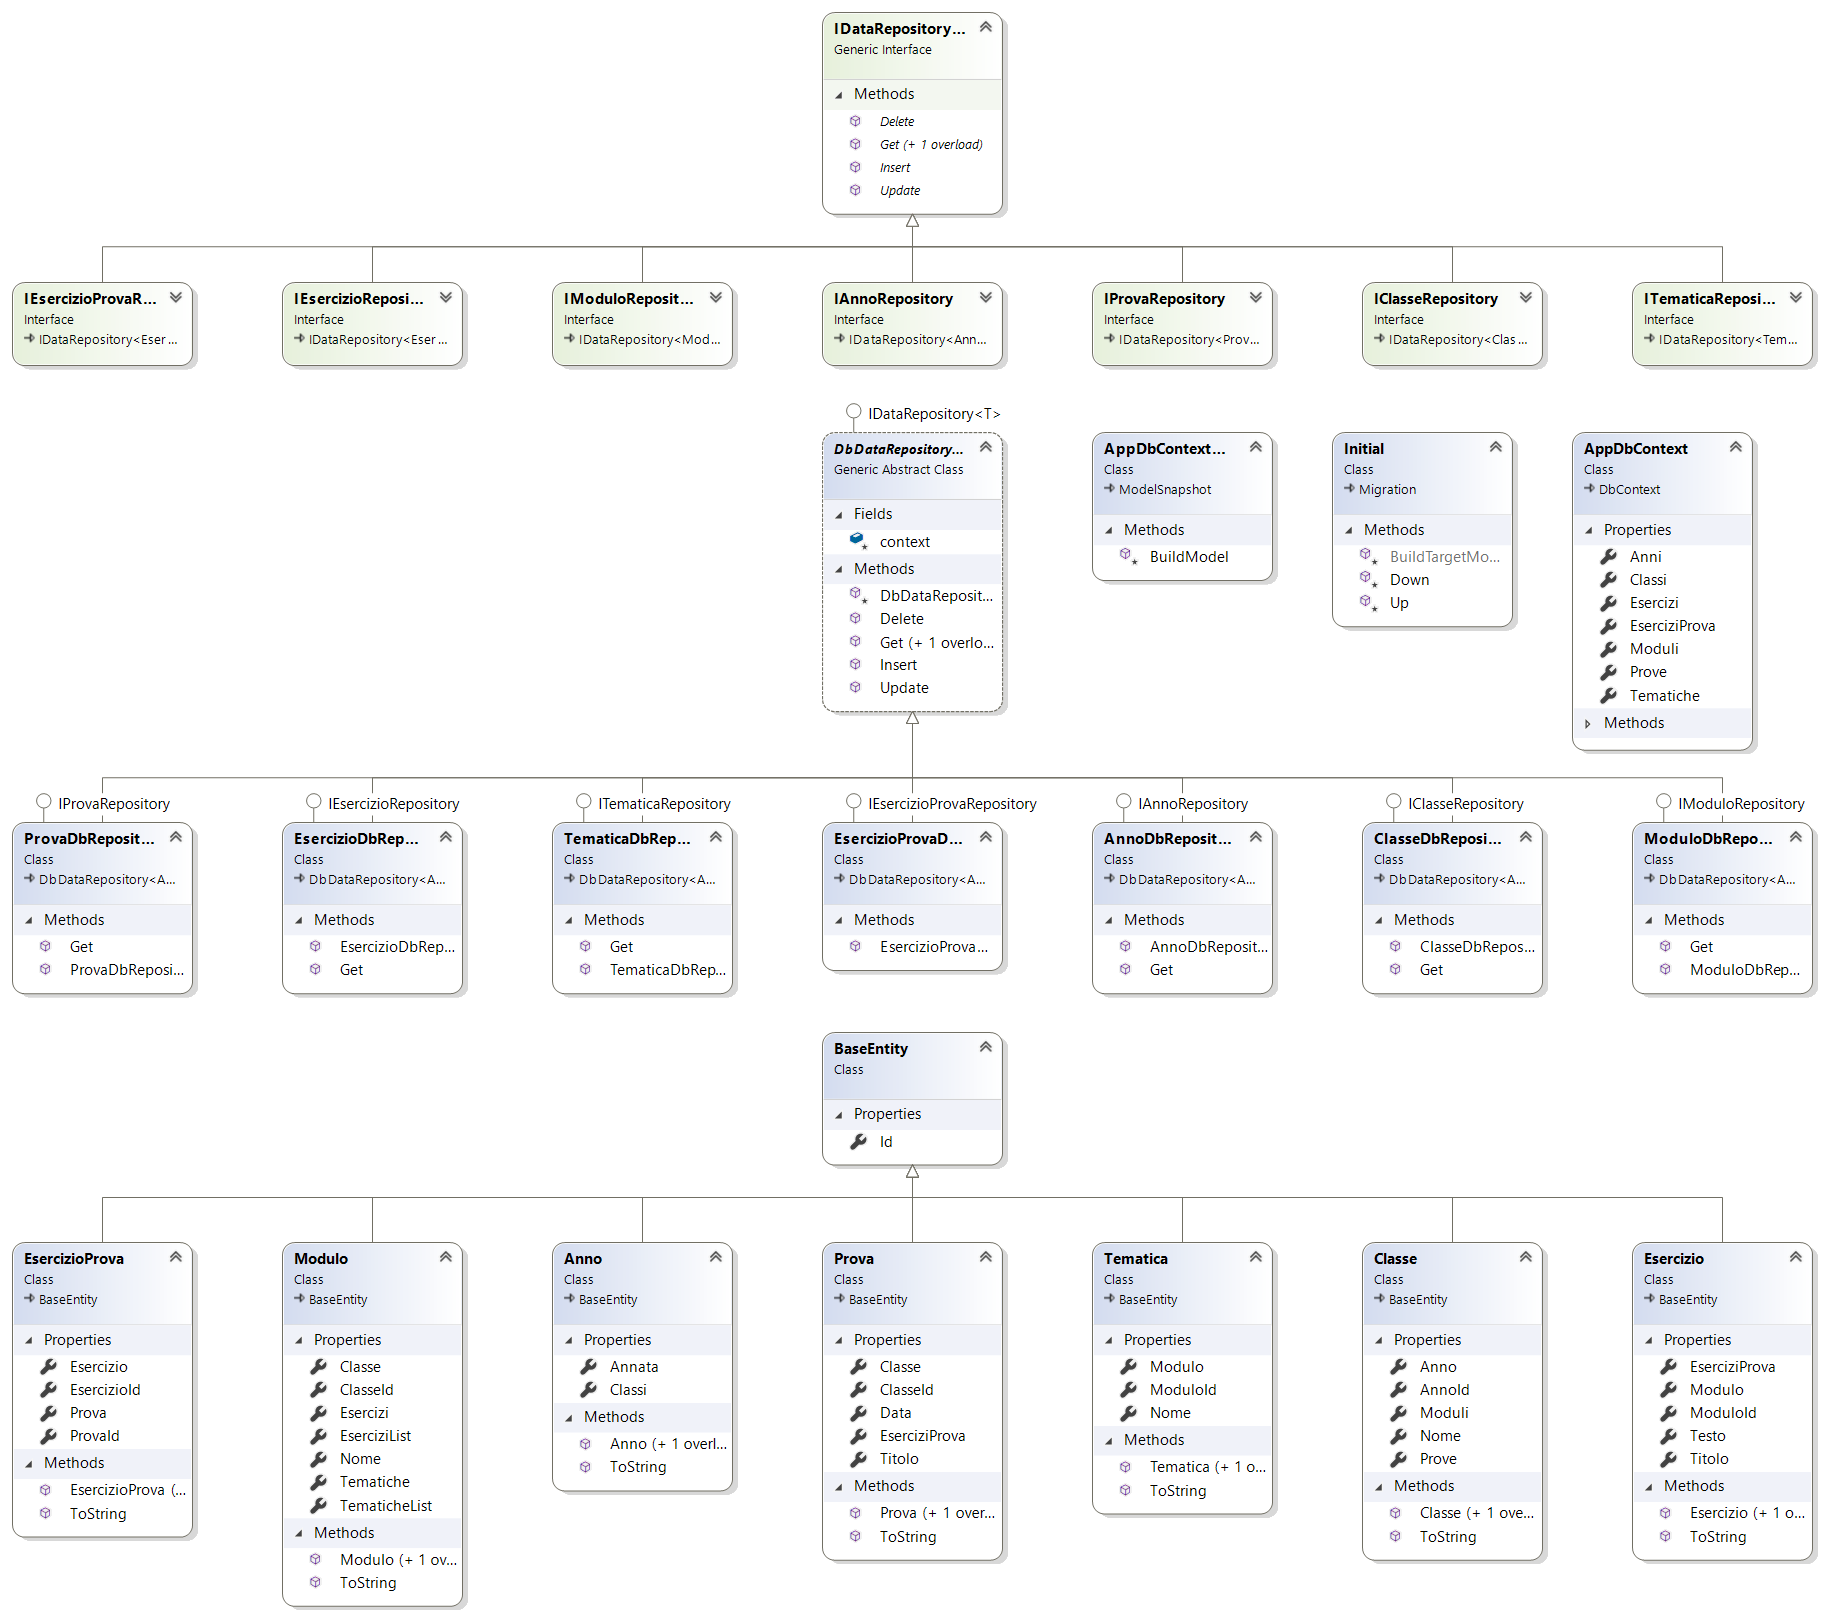 IDataRepository...
Generic Interface
Methods
Delete
Get (+ 1 overload)
Insert
Update
IEsercizioProvaR...
Interface
IDataRepository<Eser...
IEsercizioReposi...
Interface
IDataRepository<Eser...
IModuloReposit...
Interface
IDataRepository<Mod...
IAnnoRepository
Interface
IDataRepository<Ann...
IProvaRepository
Interface
IDataRepository<Prov...
IClasseRepository
Interface
IDataRepository<Clas...
ITematicaReposi...
Interface
IDataRepository<Tem...
IDataRepository<T>
DbDataRepository...
Generic Abstract Class
Fields
context
Methods
DbDataReposit...
Delete
Get (+ 1 overlo...
Insert
Update
AppDbContext...
Class
ModelSnapshot
Methods
BuildModel
Initial
Class
Migration
Methods
BuildTargetMo...
Down
Up
AppDbContext
Class
DbContext
Properties
Anni
Classi
Esercizi
EserciziProva
Moduli
Prove
Tematiche
Methods
IProvaRepository
ProvaDbReposit...
Class
DbDataRepository<A...
Methods
Get
ProvaDbReposi...
IEsercizioRepository
EsercizioDbRep...
Class
DbDataRepository<A...
Methods
EsercizioDbRep...
Get
ITematicaRepository
TematicaDbRep...
Class
DbDataRepository<A...
Methods
Get
TematicaDbRep...
IEsercizioProvaRepository
EsercizioProvaD...
Class
DbDataRepository<A...
Methods
EsercizioProva...
IAnnoRepository
AnnoDbReposit...
Class
DbDataRepository<A...
Methods
AnnoDbReposit...
Get
IClasseRepository
ClasseDbReposi...
Class
DbDataRepository<A...
Methods
ClasseDbRepos...
Get
IModuloRepository
ModuloDbRepo...
Class
DbDataRepository<A...
Methods
Get
ModuloDbRep...
BaseEntity
Class
Properties
Id
EsercizioProva
Class
BaseEntity
Properties
Esercizio
EsercizioId
Prova
ProvaId
Methods
EsercizioProva (...
ToString
Modulo
Class
BaseEntity
Properties
Classe
ClasseId
Esercizi
EserciziList
Nome
Tematiche
TematicheList
Methods
Modulo (+ 1 ov...
ToString
Anno
Class
BaseEntity
Properties
Annata
Classi
Methods
Anno (+ 1 overl...
ToString
Prova
Class
BaseEntity
Properties
Classe
ClasseId
Data
EserciziProva
Titolo
Methods
Prova (+ 1 over...
ToString
Tematica
Class
BaseEntity
Properties
Modulo
ModuloId
Nome
Methods
Tematica (+ 1 o...
ToString
Classe
Class
BaseEntity
Properties
Anno
AnnoId
Moduli
Nome
Prove
Methods
Classe (+ 1 ove...
ToString
Esercizio
Class
BaseEntity
Properties
EserciziProva
Modulo
ModuloId
Testo
Titolo
Methods
Esercizio (+ 1 o...
ToString